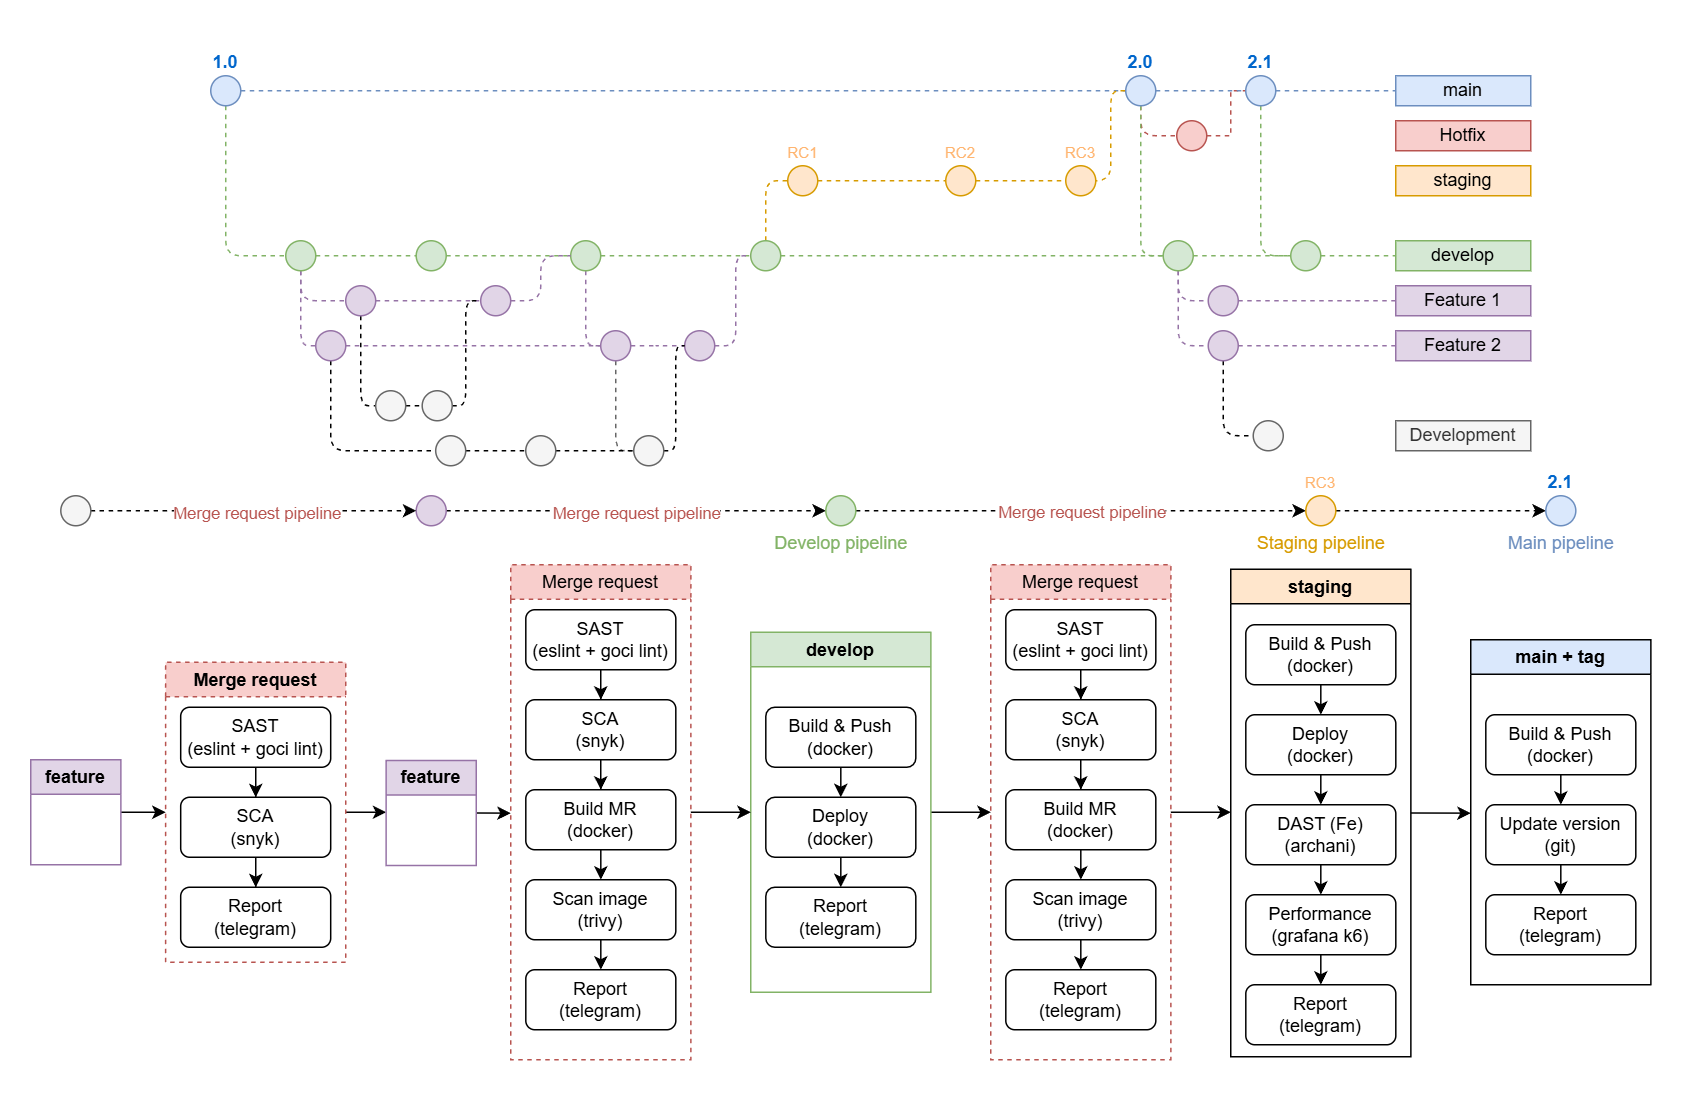 1.0
2.0
2.1
main
Hotfix
RC1
RC2
RC3
staging
develop
Feature 1
Feature 2
Development
RC3
2.1
Merge request pipeline
Merge request pipeline
Merge request pipeline
Develop pipeline
Staging pipeline
Main pipeline
feature
Merge request
SAST
(eslint + goci lint)
SCA
(snyk)
Report
(telegram)
feature
Merge request
SAST
(eslint + goci lint)
SCA
(snyk)
Build MR
(docker)
Scan image
(trivy)
Report
(telegram)
develop
Build & Push
(docker)
Deploy
(docker)
Report
(telegram)
Merge request
SAST
(eslint + goci lint)
SCA
(snyk)
Build MR
(docker)
Scan image
(trivy)
Report
(telegram)
staging
Build & Push
(docker)
Deploy
(docker)
DAST (Fe)
(archani)
Performance
(grafana k6)
Report
(telegram)
main + tag
Build & Push
(docker)
Update version
(git)
Report
(telegram)